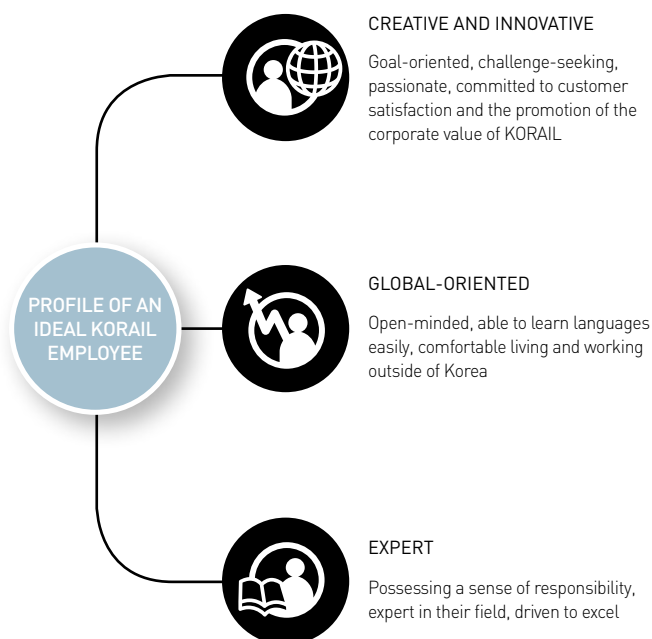 CREATIVE AND INNOVATIVE
Goal-oriented, challenge-seeking,
passionate, committed to customer
satisfaction and the promotion of the
corporate value of KORAIL
PROFILE OF AN
IDEAL KORAIL
EMPLOYEE
GLOBAL-ORIENTED
Open-minded, able to learn languages
easily, comfortable living and working
outside of Korea
EXPERT
Possessing a sense of responsibility,
expert in their field, driven to excel